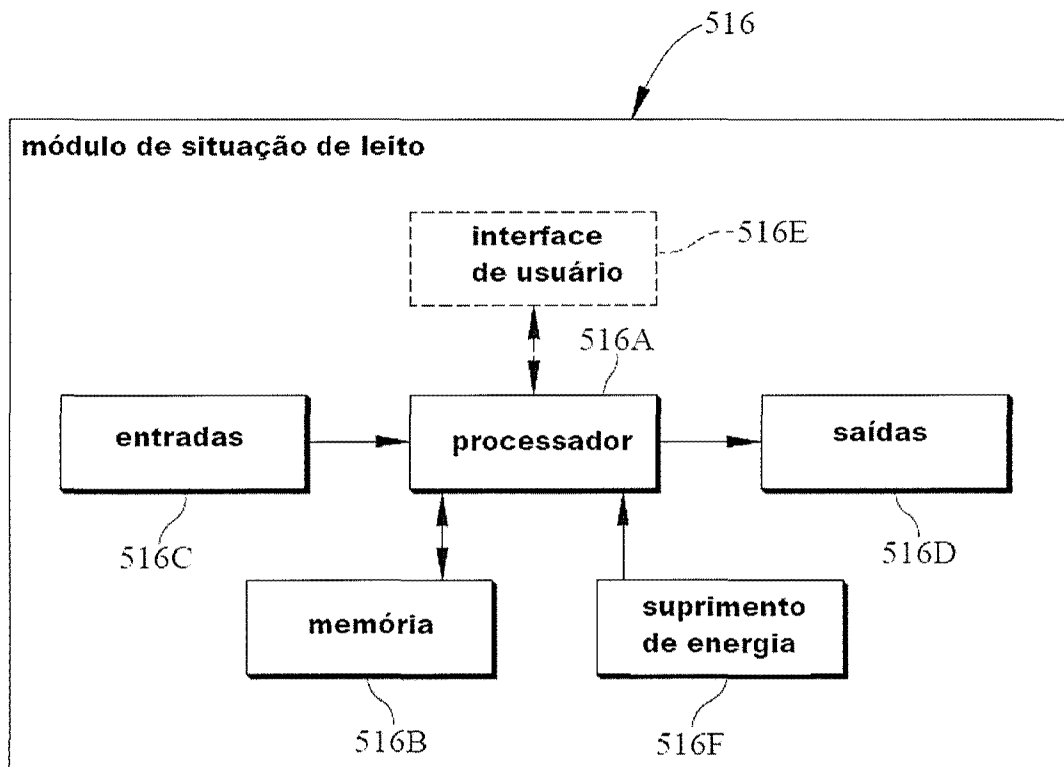 516
módulo de situação de leito
interface
de usuário
516E
516A
entradas
processador
saídas
516C
516D
memória
suprimento
de energia
516B
516F